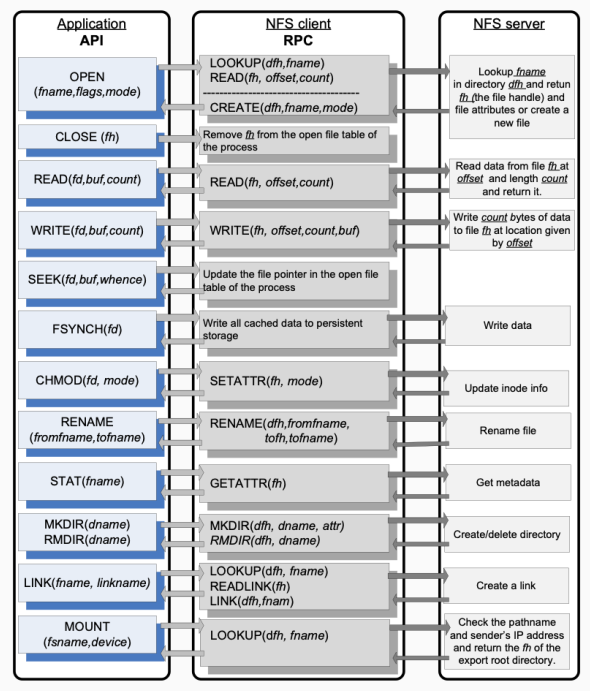 Application
API
NFS client
RPC
NFS server
OPEN
(fname,flags,mode)
LOOKUP(dfh,fname)
READ(fh, offset,count)
--------------------------------------
CREATE(dfh,fname,mode)
Lookup fname
in directory dfh and retun
fh (the file handle) and
file attributes or create a
new file
CLOSE (fh)
Remove fh from the open file table of
the process
READ(fd,buf,count)
READ(fh, offset,count)
Read data from file fh at
offset and length count
and return it.
WRITE(fd,buf,count)
WRITE(fh, offset,count,buf)
Write count bytes of data
to file fh at location given
by offset
SEEK(fd,buf,whence)
Update the file pointer in the open file
table of the process
FSYNCH(fd)
Write all cached data to persistent
storage
Write data
CHMOD(fd, mode)
SETATTR(fh, mode)
Update inode info
RENAME
(fromfname,tofname)
RENAME(dfh,fromfname,
tofh,tofname)
Rename file
STAT(fname)
GETATTR(fh)
Get metadata
MKDIR(dname)
RMDIR(dname)
MKDIR(dfh, dname, attr)
RMDIR(dfh, dname)
Create/delete directory
LINK(fname, linkname)
LOOKUP(dfh, fname)
READLINK(fh)
LINK(dfh,fnam)
Create a link
MOUNT
(fsname,device)
LOOKUP(dfh, fname)
Check the pathname
and sender's IP address
and return the fh of the
export root directory.